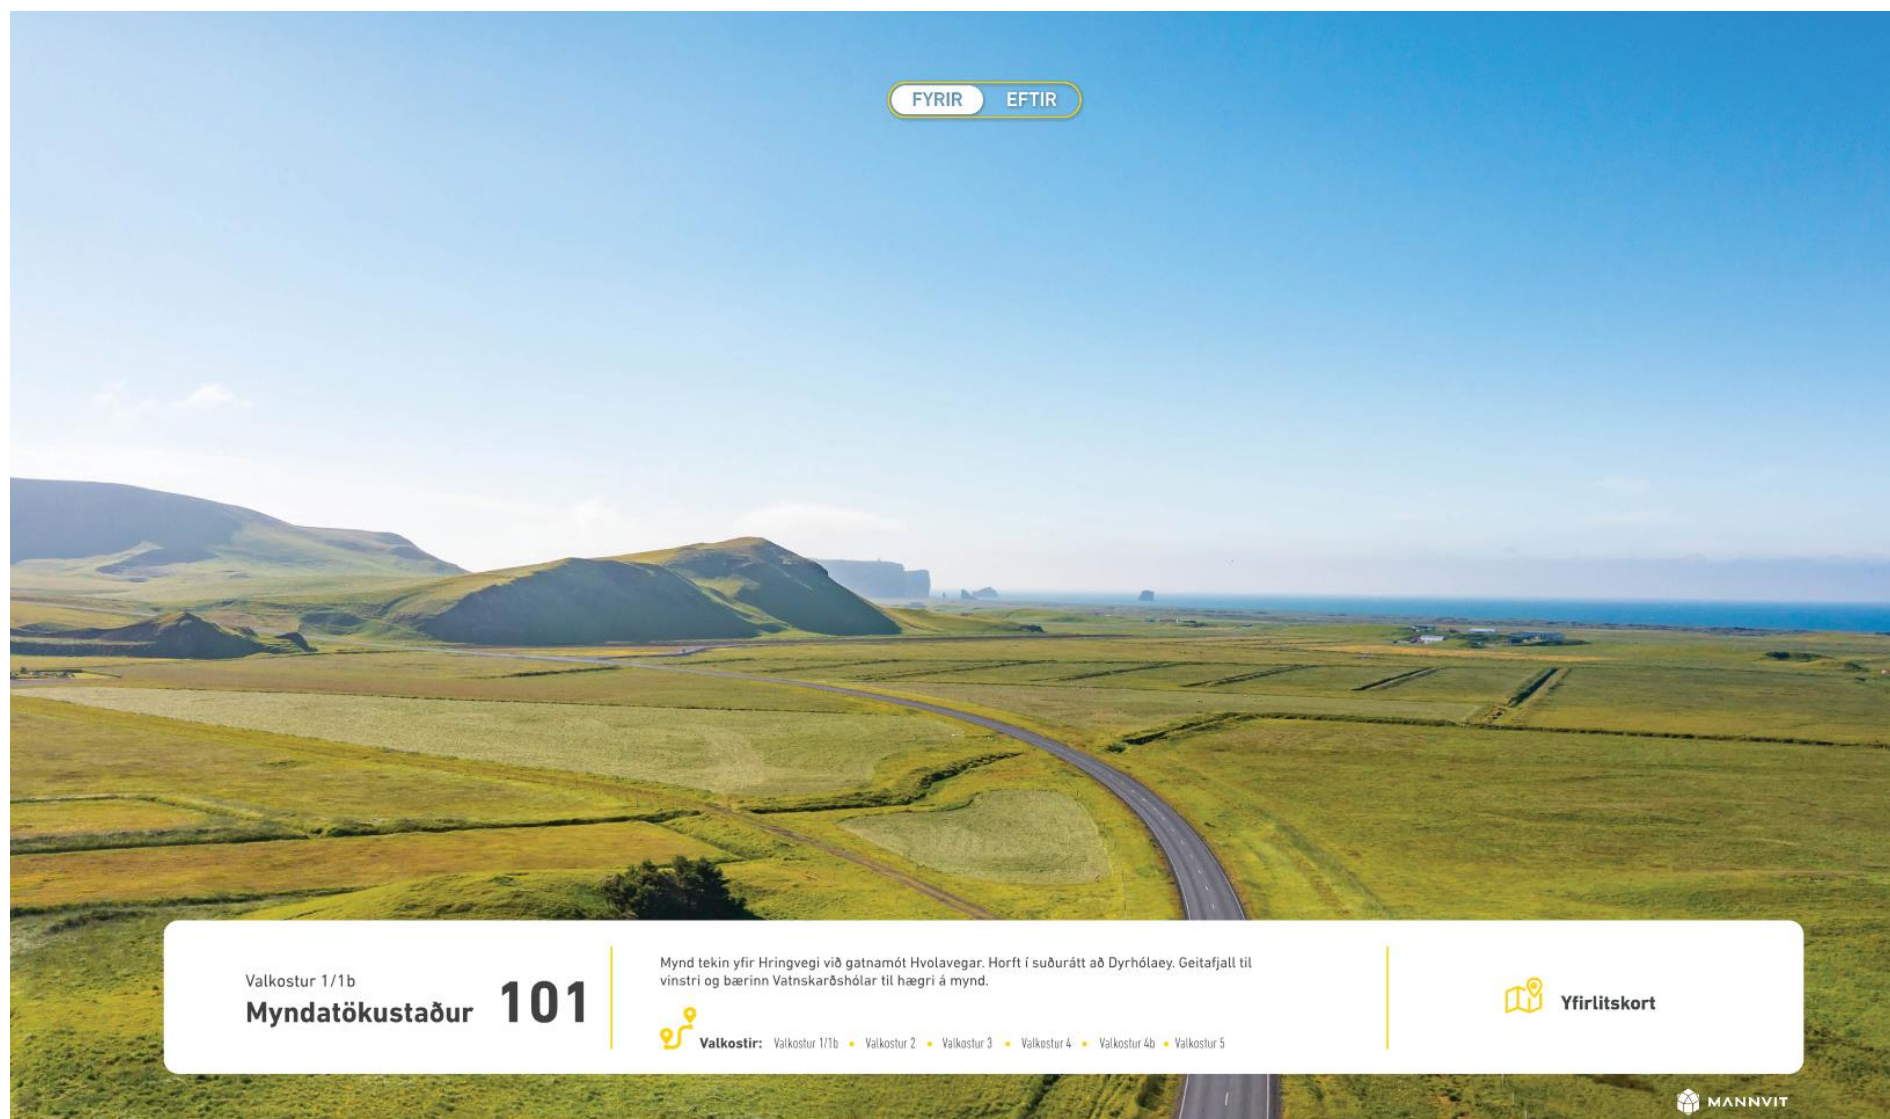 FYRIR EFTIR
Valkostur 1/1b
Myndatökustaður 101
Mynd tekin yfir Hringvegi við gatnamót Hvolavegar. Horft í suðurátt að Dyrhólaey. Geitafjall til
vinstri og bærinn Vatnskarðshólar til hægri á mynd.
Valkostir: Valkostur 1/1b • Valkostur 2 • Valkostur 3 • Valkostur 4 • Valkostur 4b • Valkostur 5
Yfirlitskort
MANNVIT